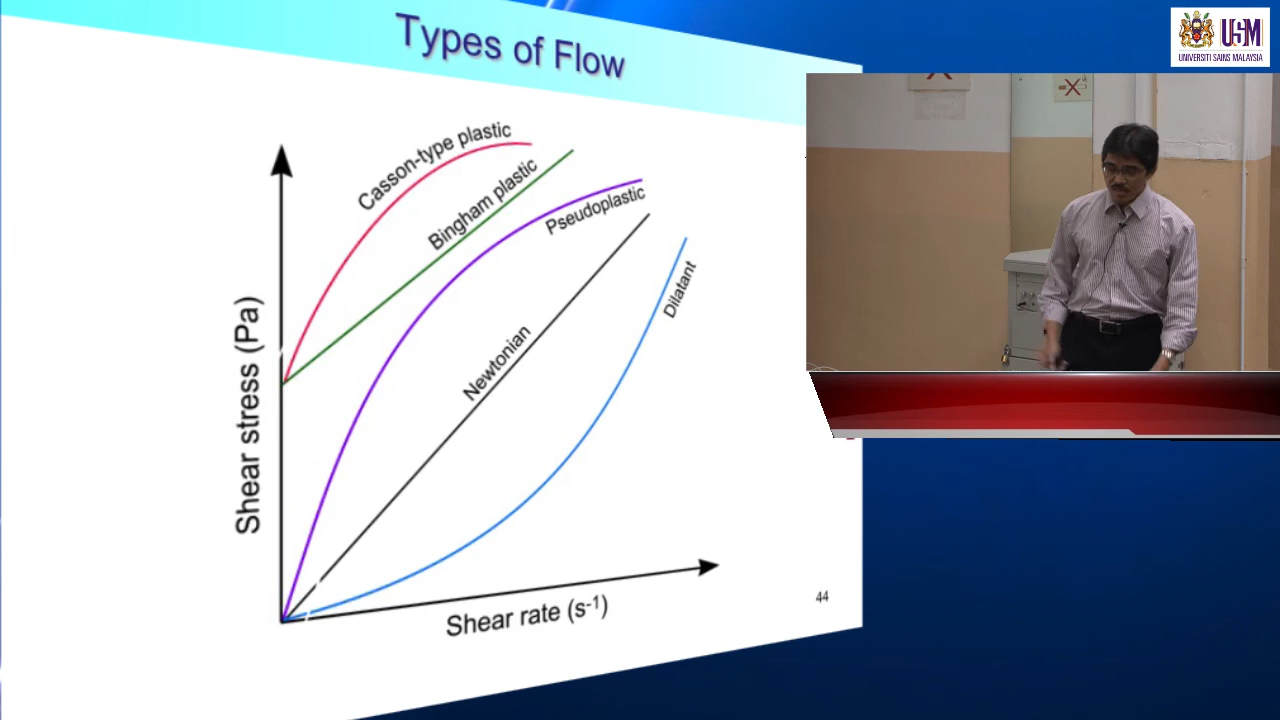 Types of Flow
USM
UNIVERSITI SAINS MALAYSIA
Casson-type plastic
Bingham plastic
Pseudoplastic
Newtonian
Dilatant
Shear stress (Pa)
Shear rate (s⁻¹)
44